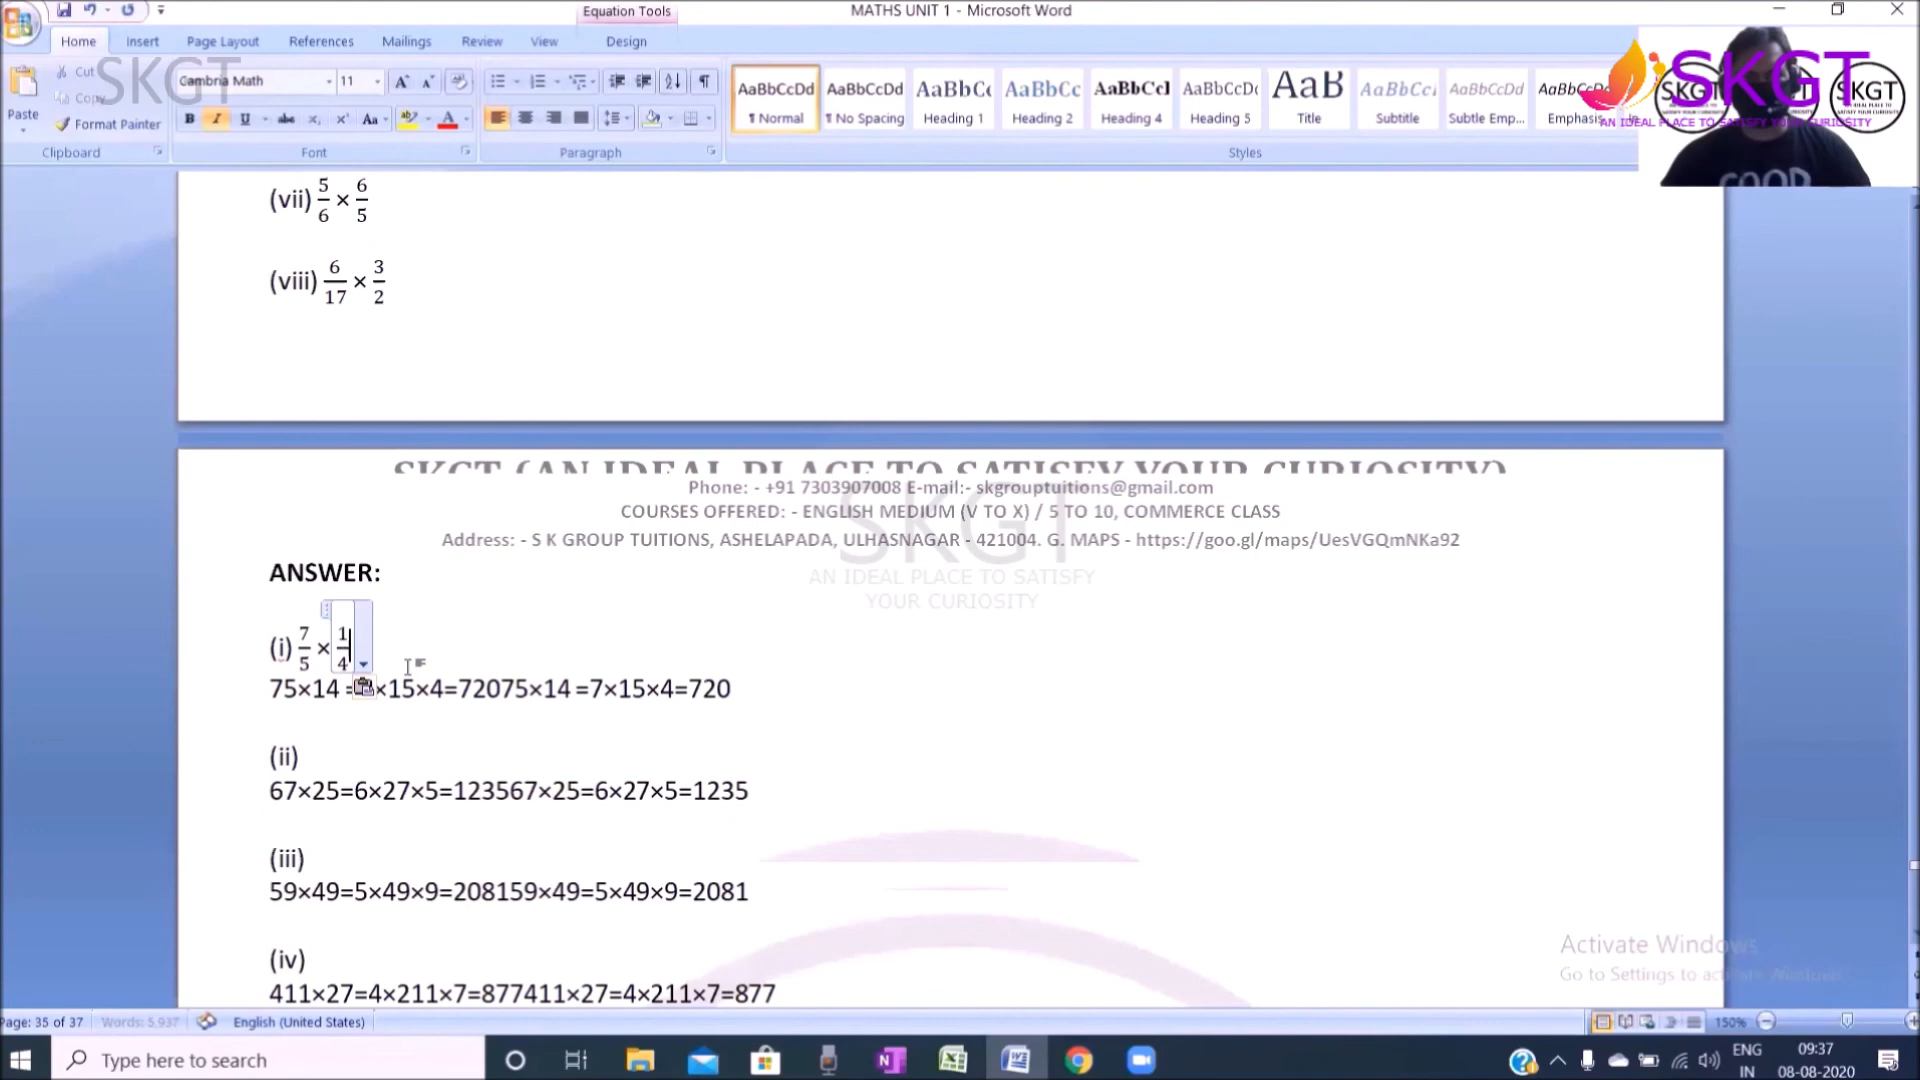 Equation Tools
MATHS UNIT 1 - Microsoft Word
Home Insert Page Layout References Mailings Review View Design
Cut
Copy
Format Painter
Paste
SKGT
Cambria Math 11
AaBbCcDd AaBbCcDd AaBbCc AaBbCc AaBbCcI AaBbCcDc AaB AaBbCc. AaBbCcDd AaBbCcDc
¶ Normal ¶ No Spacing Heading 1 Heading 2 Heading 4 Heading 5 Title Subtitle Subtle Emp... Emphasis
Clipboard Font Paragraph Styles
SKGT
AN IDEAL PLACE TO SATISFY YOUR CURIOSITY
SKGT
GOOD
(vii) 5/6 × 6/5
(viii) 6/17 × 3/2
SKGT (AN IDEAL PLACE TO SATISFY YOUR CURIOSITY)
Phone: - +91 7303907008 E-mail:- skgrouptuitions@gmail.com
COURSES OFFERED: - ENGLISH MEDIUM (V TO X) / 5 TO 10, COMMERCE CLASS
Address: - S K GROUP TUITIONS, ASHELAPADA, ULHASNAGAR - 421004. G. MAPS - https://goo.gl/maps/UesVGQmNKa92
SKGT
AN IDEAL PLACE TO SATISFY
YOUR CURIOSITY
ANSWER:
(i) 7/5 × 1/4
75×14 = ×15×4=72075×14 =7×15×4=720
(ii)
67×25=6×27×5=123567×25=6×27×5=1235
(iii)
59×49=5×49×9=208159×49=5×49×9=2081
(iv)
411×27=4×211×7=877411×27=4×211×7=877
Activate Windows
Go to Settings to activate Windows.
Page: 35 of 37 Words: 5,937 English (United States) 150%
Type here to search
ENG
IN
09:37
08-08-2020